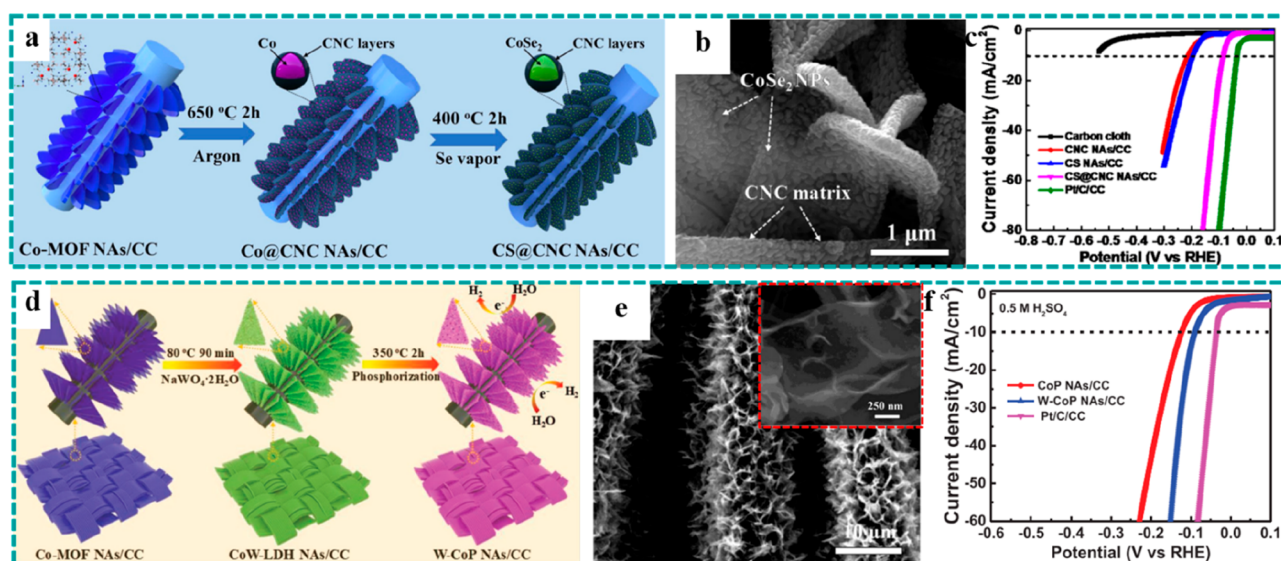 a
Co
CNC layers
CoSe₂
CNC layers
650 °C 2h
Argon
400 °C 2h
Se vapor
Co-MOF NAs/CC
Co@CNC NAs/CC
CS@CNC NAs/CC
b
CoSe₂ NPs
CNC matrix
1 μm
c
Current density (mA/cm²)
0
-20
-40
-60
-80
Carbon cloth
CNC NAs/CC
CS NAs/CC
CS@CNC NAs/CC
Pt/C/CC
-0.8 -0.7 -0.6 -0.5 -0.4 -0.3 -0.2 -0.1 0.0 0.1
Potential (V vs RHE)
d
H₂
H₂O
e⁻
80 °C 90 min
NaWO₄·2H₂O
350 °C 2h
Phosphorization
e⁻
H₂
H₂O
Co-MOF NAs/CC
CoW-LDH NAs/CC
W-CoP NAs/CC
e
250 nm
10 μm
f
Current density (mA/cm²)
0
-10
-20
-30
-40
-50
-60
0.5 M H₂SO₄
CoP NAs/CC
W-CoP NAs/CC
Pt/C/CC
-0.6 -0.5 -0.4 -0.3 -0.2 -0.1 0.0 0.1
Potential (V vs RHE)